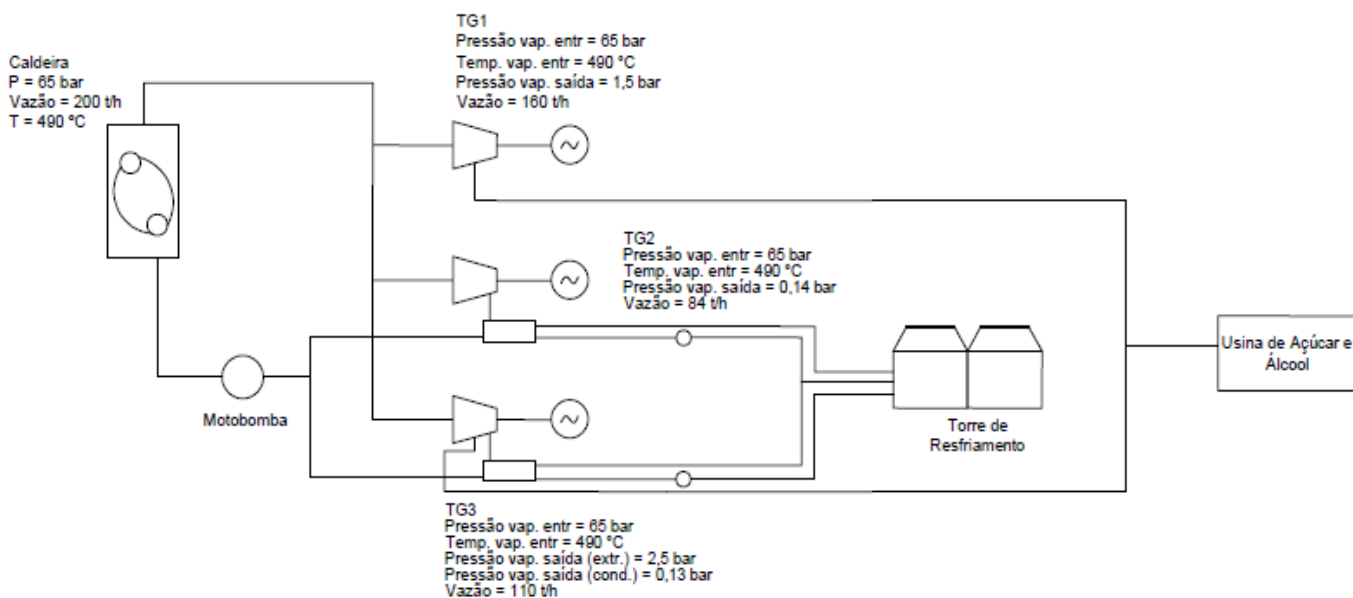 Caldeira
P = 65 bar
Vazão = 200 t/h
T = 490 ºC
TG1
Pressão vap. entr = 65 bar
Temp. vap. entr = 490 ºC
Pressão vap. saída = 1,5 bar
Vazão = 160 t/h
TG2
Pressão vap. entr = 65 bar
Temp. vap. entr = 490 ºC
Pressão vap. saída = 0,14 bar
Vazão = 84 t/h
Usina de Açúcar e
Álcool
Motobomba
Torre de
Resfriamento
TG3
Pressão vap. entr = 65 bar
Temp. vap. entr = 490 ºC
Pressão vap. saída (extr.) = 2,5 bar
Pressão vap. saída (cond.) = 0,13 bar
Vazão = 110 t/h